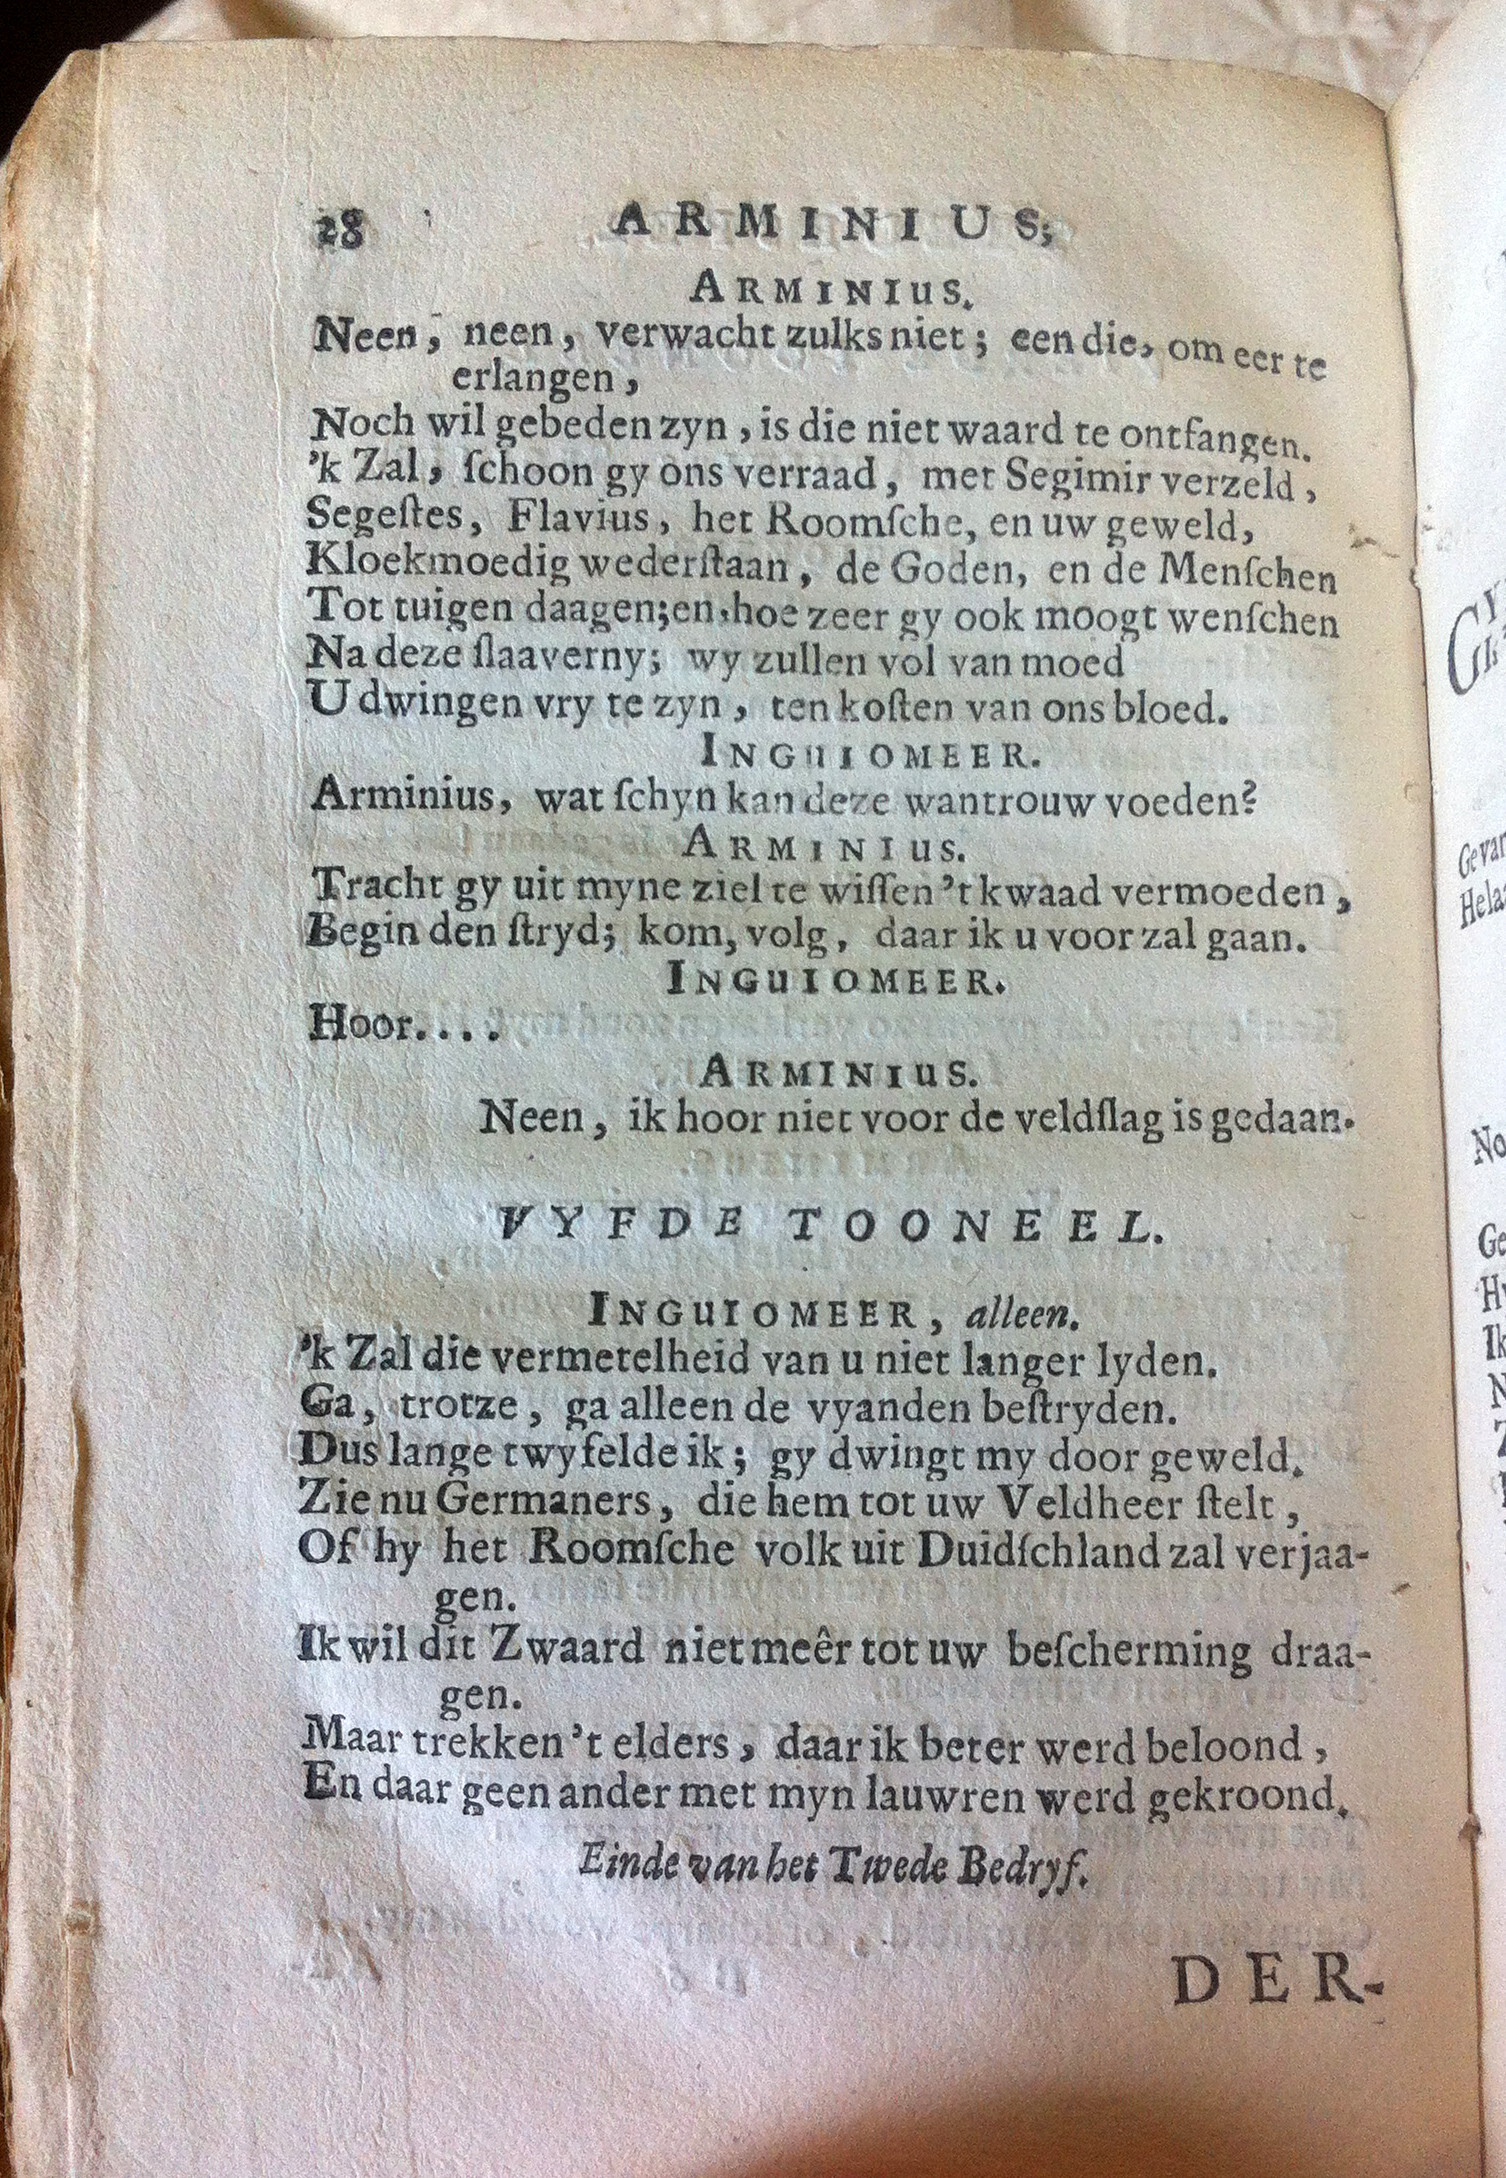 28 ARMINIUS;
ARMINIUS.
Neen, neen, verwacht zulks niet; een die, om eer te
erlangen,
Noch wil gebeden zyn, is die niet waard te ontfangen.
'k Zal, ſchoon gy ons verraad, met Segimir verzeld,
Segeſtes, Flavius, het Roomſche, en uw geweld,
Kloekmoedig wederſtaan, de Goden, en de Menſchen
Tot tuigen daagen; en, hoe zeer gy ook moogt wenſchen
Na deze ſlaaverny; wy zullen vol van moed
U dwingen vry te zyn, ten koſten van ons bloed.
INGUIOMEER.
Arminius, wat ſchyn kan deze wantrouw voeden?
ARMINIUS.
Tracht gy uit myne ziel te wiſſen 't kwaad vermoeden,
Begin den ſtryd; kom, volg, daar ik u voor zal gaan.
INGUIOMEER.
Hoor....
ARMINIUS.
Neen, ik hoor niet voor de veldſlag is gedaan.
VYFDE TOONEEL.
INGUIOMEER, alleen.
'k Zal die vermetelheid van u niet langer lyden.
Ga, trotze, ga alleen de vyanden beſtryden.
Dus lange twyfelde ik; gy dwingt my door geweld.
Zie nu Germaners, die hem tot uw Veldheer ſtelt,
Of hy het Roomſche volk uit Duidſchland zal verjaa-
gen.
Ik wil dit Zwaard niet meêr tot uw beſcherming draa-
gen.
Maar trekken 't elders, daar ik beter werd beloond,
En daar geen ander met myn lauwren werd gekroond.
Einde van het Twede Bedryf.
DER-